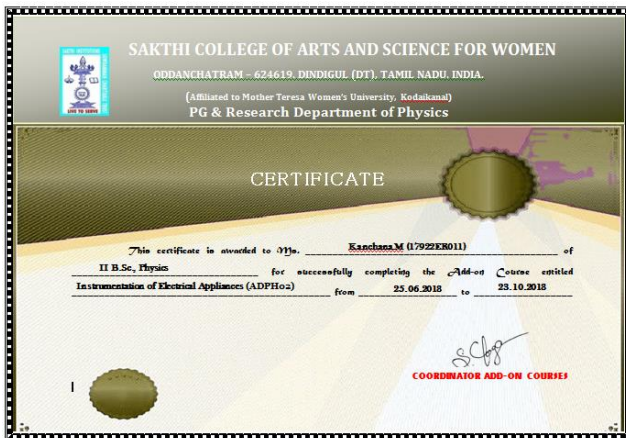 SAKTHI COLLEGE OF ARTS AND SCIENCE FOR WOMEN
ODDANCHATRAM – 624619. DINDIGUL (DT), TAMIL NADU. INDIA.
(Affiliated to Mother Teresa Women's University, Kodaikanal)
PG & Research Department of Physics
LIVE TO SERVE
CERTIFICATE
This certificate is awarded to Ms. Kanchana.M (17922ER011) of
II B.Sc., Physics for successfully completing the Add-on Course entitled
Instrumentation of Electrical Appliances (ADPH02) from 25.06.2018 to 23.10.2018
COORDINATOR ADD-ON COURSES